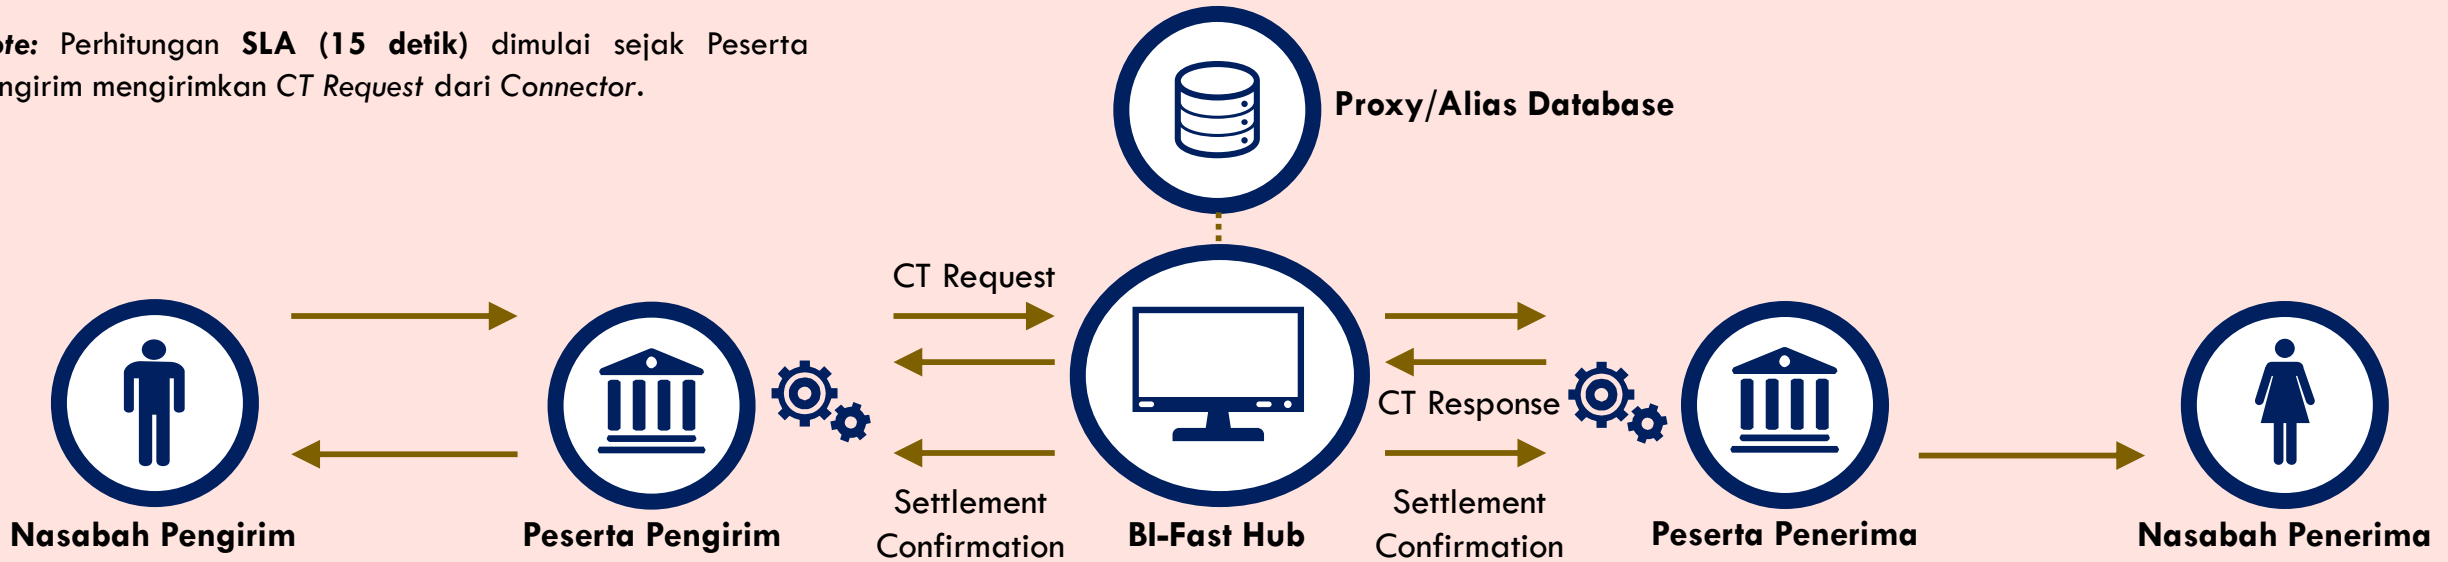 ote: Perhitungan SLA (15 detik) dimulai sejak Peserta
ngirim mengirimkan CT Request dari Connector.
Proxy/Alias Database
CT Request
CT Response
Settlement
Confirmation
Settlement
Confirmation
Nasabah Pengirim
Peserta Pengirim
BI-Fast Hub
Peserta Penerima
Nasabah Penerima